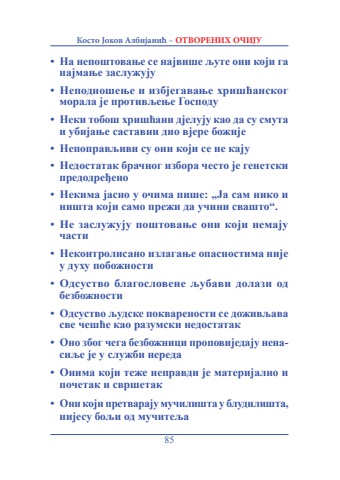 Косто Јоков Албијанић – ОТВОРЕНИХ ОЧИЈУ
• На непоштовање се највише љуте они који га
најмање заслужују
• Неподношење и избјегавање хришћанског
морала је противљење Господу
• Неки тобош хришћани дјелују као да су смута
и убијање саставни дио вјере божије
• Непоправљиви су они који се не кају
• Недостатак брачног избора често је генетски
предодређено
• Некима јасно у очима пише: „Ја сам нико и
ништа који само прежи да учини свашто“.
• Не заслужују поштовање они који немају
части
• Неконтролисано излагање опасностима није
у духу побожности
• Одсуство благословене љубави долази од
безбожности
• Одсуство људске покварености се доживљава
све чешће као разумски недостатак
• Оно због чега безбожници проповиједају нена-
сиље је у служби нереда
• Онима који теже неправди је материјално и
почетак и свршетак
• Они који претварају мучилишта у блудилишта,
нијесу бољи од мучитеља
85